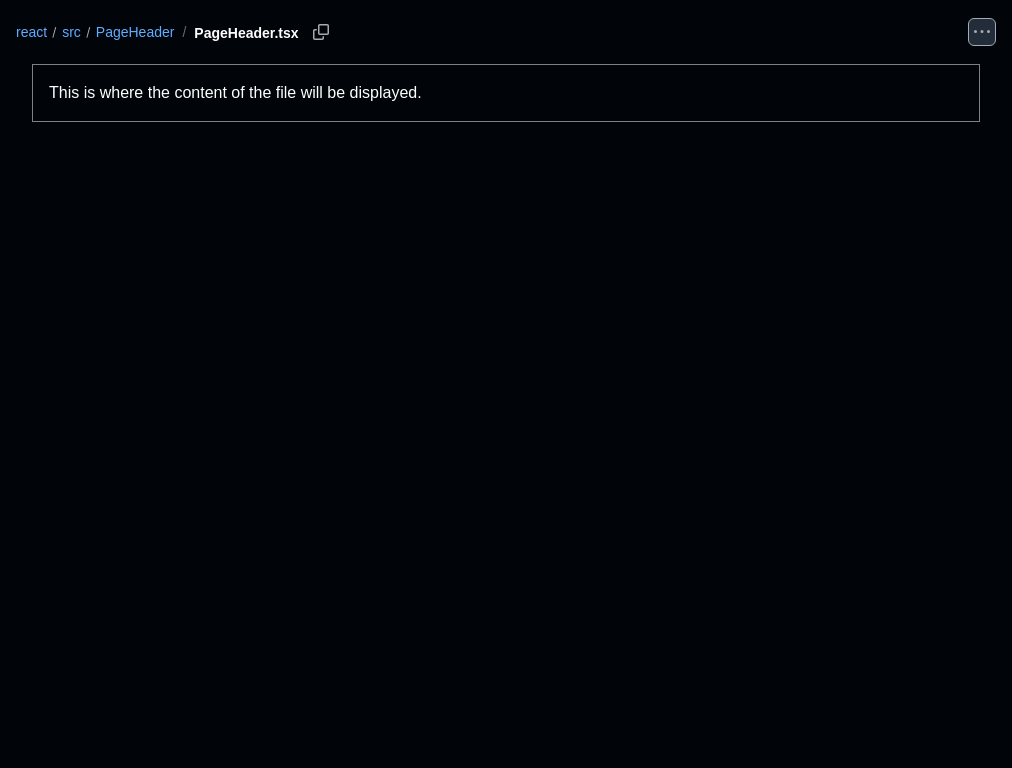 react / src / PageHeader / PageHeader.tsx
This is where the content of the file will be displayed.